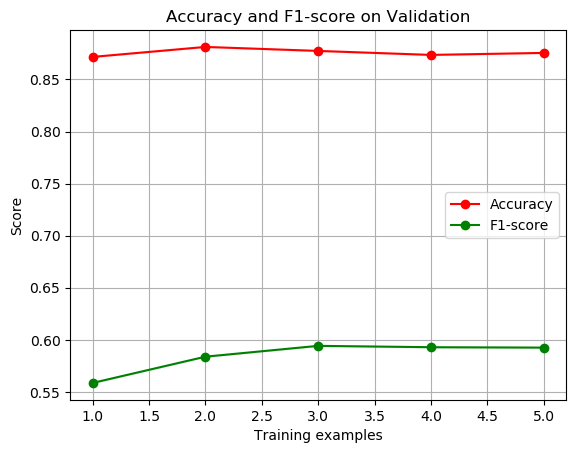 Accuracy and F1-score on Validation
Score
0.85
0.80
0.75
0.70
0.65
0.60
0.55
Accuracy
F1-score
1.0 1.5 2.0 2.5 3.0 3.5 4.0 4.5 5.0
Training examples